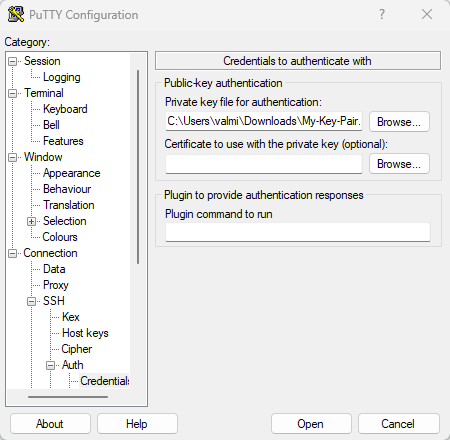 PuTTY Configuration
Category:
Session
Logging
Terminal
Keyboard
Bell
Features
Window
Appearance
Behaviour
Translation
Selection
Colours
Connection
Data
Proxy
SSH
Kex
Host keys
Cipher
Auth
Credentials
Credentials to authenticate with
Public-key authentication
Private key file for authentication:
C:\Users\valmi\Downloads\My-Key-Pair.
Browse...
Certificate to use with the private key (optional):
Browse...
Plugin to provide authentication responses
Plugin command to run
About
Help
Open
Cancel